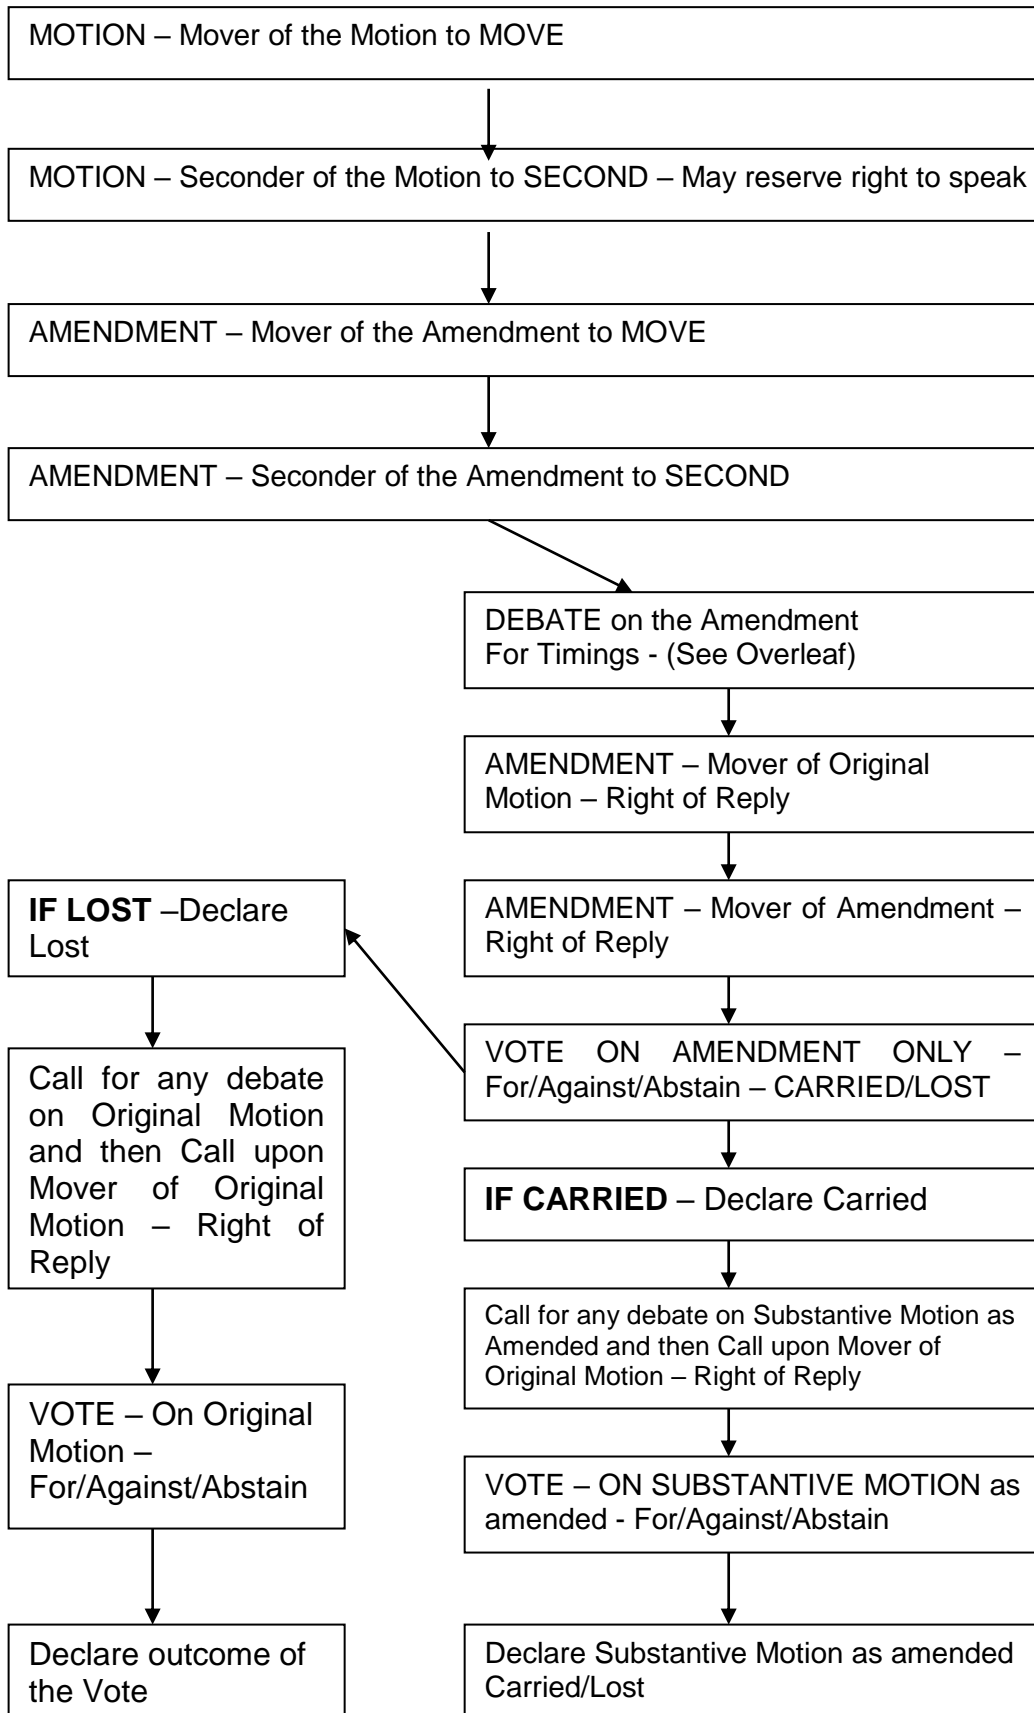 MOTION – Mover of the Motion to MOVE
MOTION – Seconder of the Motion to SECOND – May reserve right to speak
AMENDMENT – Mover of the Amendment to MOVE
AMENDMENT – Seconder of the Amendment to SECOND
DEBATE on the Amendment
For Timings - (See Overleaf)
AMENDMENT – Mover of Original
Motion – Right of Reply
AMENDMENT – Mover of Amendment –
Right of Reply
VOTE ON AMENDMENT ONLY –
For/Against/Abstain – CARRIED/LOST
IF LOST –Declare
Lost
Call for any debate
on Original Motion
and then Call upon
Mover of Original
Motion – Right of
Reply
VOTE – On Original
Motion –
For/Against/Abstain
Declare outcome of
the Vote
IF CARRIED – Declare Carried
Call for any debate on Substantive Motion as
Amended and then Call upon Mover of
Original Motion – Right of Reply
VOTE – ON SUBSTANTIVE MOTION as
amended - For/Against/Abstain
Declare Substantive Motion as amended
Carried/Lost